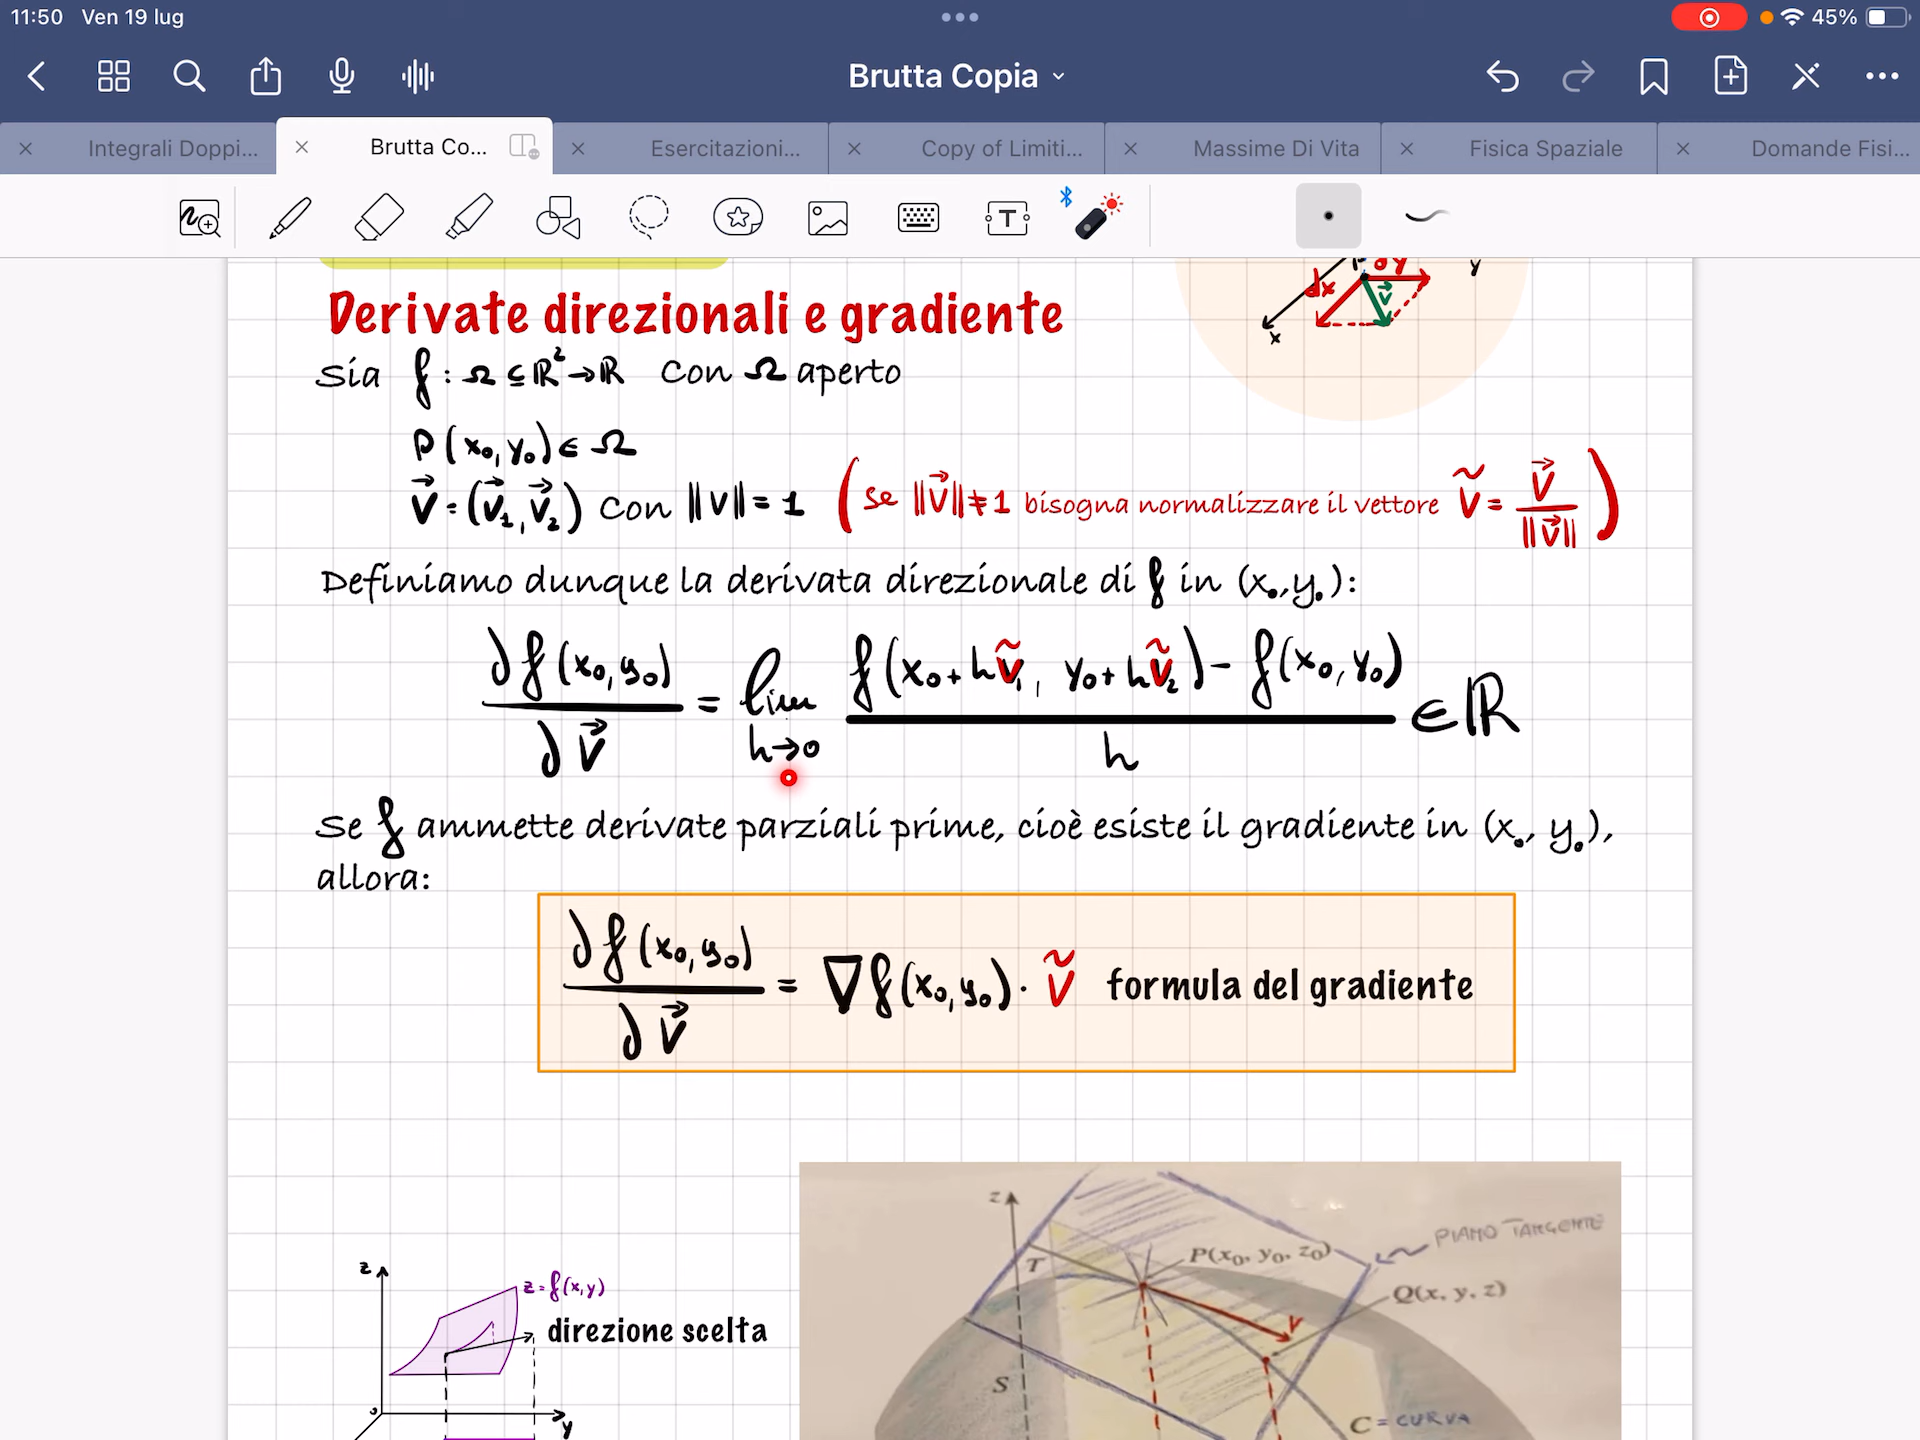 11:50 Ven 19 lug
45%
Brutta Copia
Integrali Doppi...
Brutta Co...
Esercitazioni...
Copy of Limiti...
Massime Di Vita
Fisica Spaziale
Domande Fisi...
T
dx dy y
v⃗
x
Derivate direzionali e gradiente
Sia f : Ω ⊆ ℝ² → ℝ con Ω aperto
P(x₀, y₀) ∈ Ω
v⃗ = (v⃗₁, v⃗₂) con ||v|| = 1 (se ||v⃗|| ≠ 1 bisogna normalizzare il vettore ṽ = v⃗ / ||v⃗||)
Definiamo dunque la derivata direzionale di f in (x₀, y₀):
∂f(x₀, y₀) / ∂v⃗ = lim h→0 f(x₀ + hṽ₁, y₀ + hṽ₂) − f(x₀, y₀) / h ∈ ℝ
Se f ammette derivate parziali prime, cioè esiste il gradiente in (x₀, y₀),
allora:
∂f(x₀, y₀) / ∂v⃗ = ∇f(x₀, y₀) · ṽ formula del gradiente
z
z = f(x,y)
direzione scelta
0
y
z
T
P(x₀, y₀, z₀)
PIANO TANGENTE
Q(x, y, z)
v
S
C = CURVA